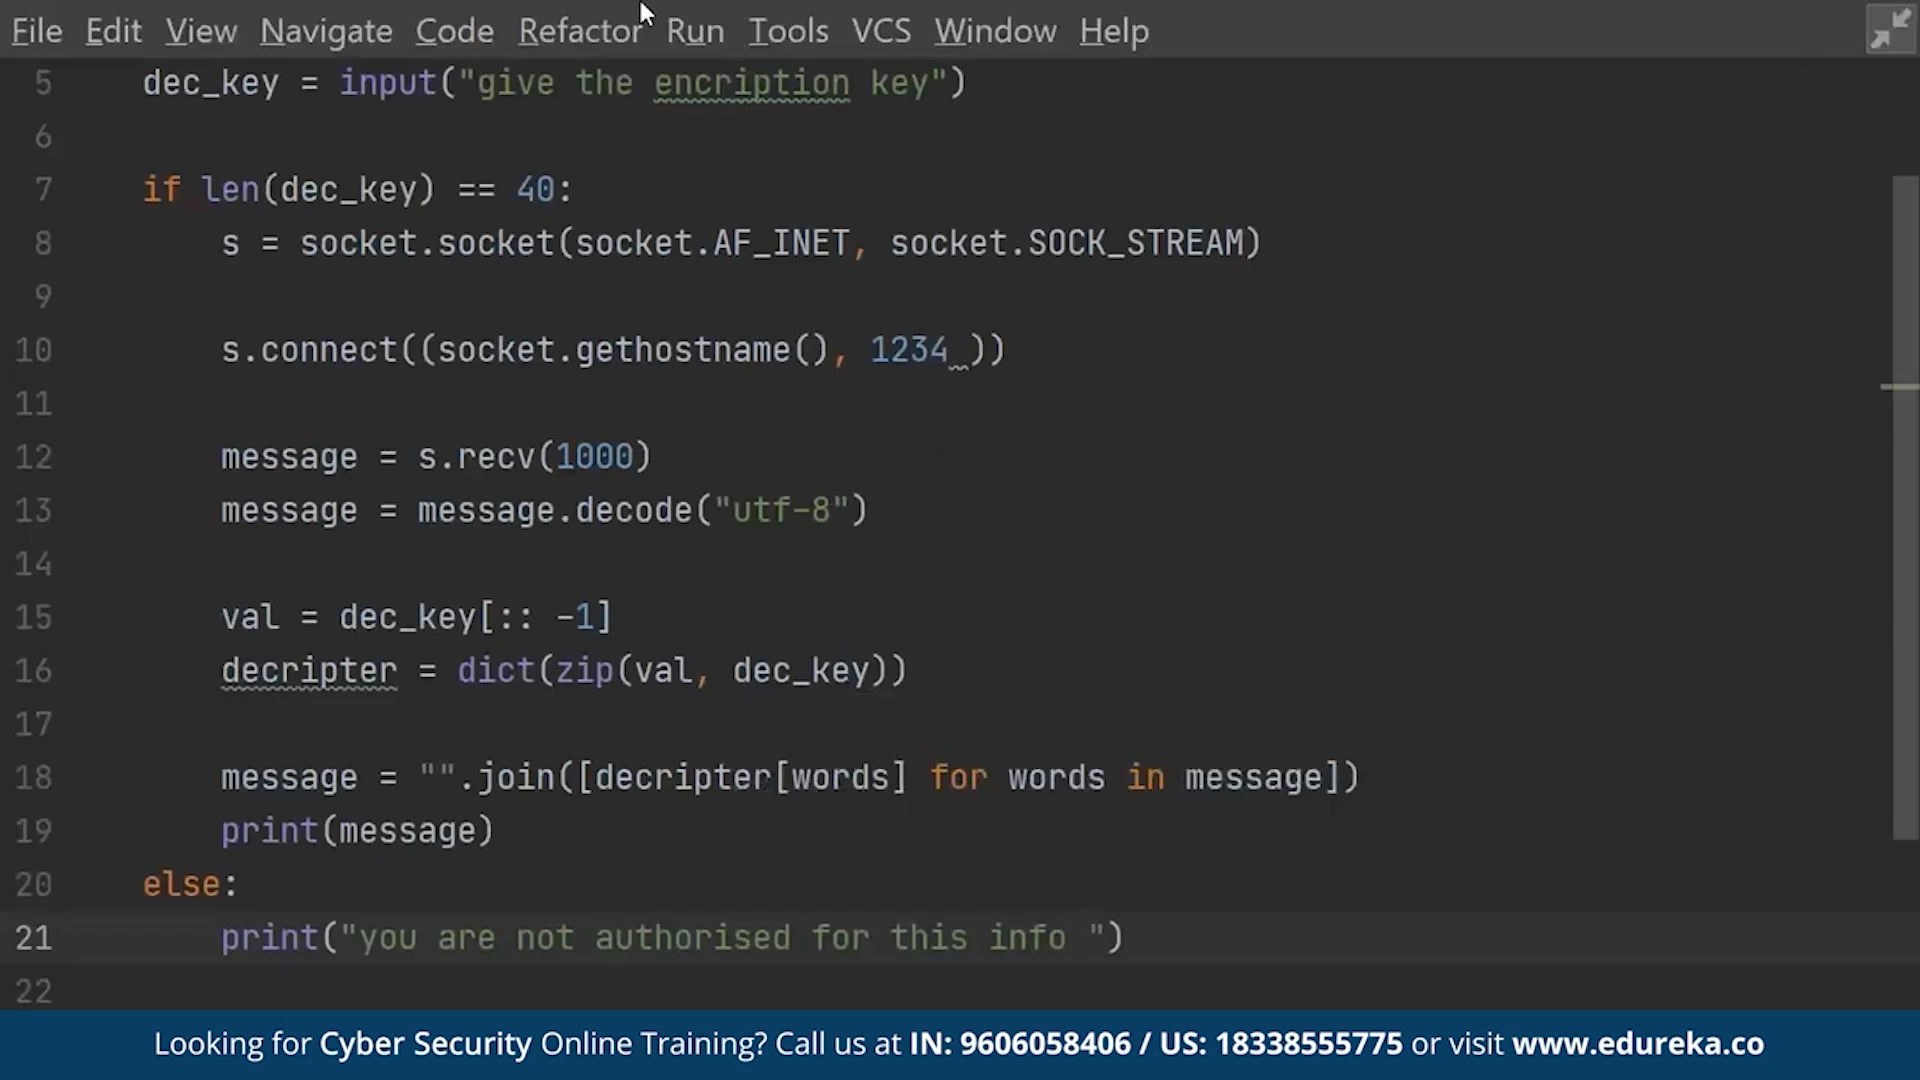 File Edit View Navigate Code Refactor Run Tools VCS Window Help
5 dec_key = input("give the encription key")
6
7 if len(dec_key) == 40:
8 s = socket.socket(socket.AF_INET, socket.SOCK_STREAM)
9
10 s.connect((socket.gethostname(), 1234 ))
11
12 message = s.recv(1000)
13 message = message.decode("utf-8")
14
15 val = dec_key[:: -1]
16 decripter = dict(zip(val, dec_key))
17
18 message = "".join([decripter[words] for words in message])
19 print(message)
20 else:
21 print("you are not authorised for this info ")
22
Looking for Cyber Security Online Training? Call us at IN: 9606058406 / US: 18338555775 or visit www.edureka.co